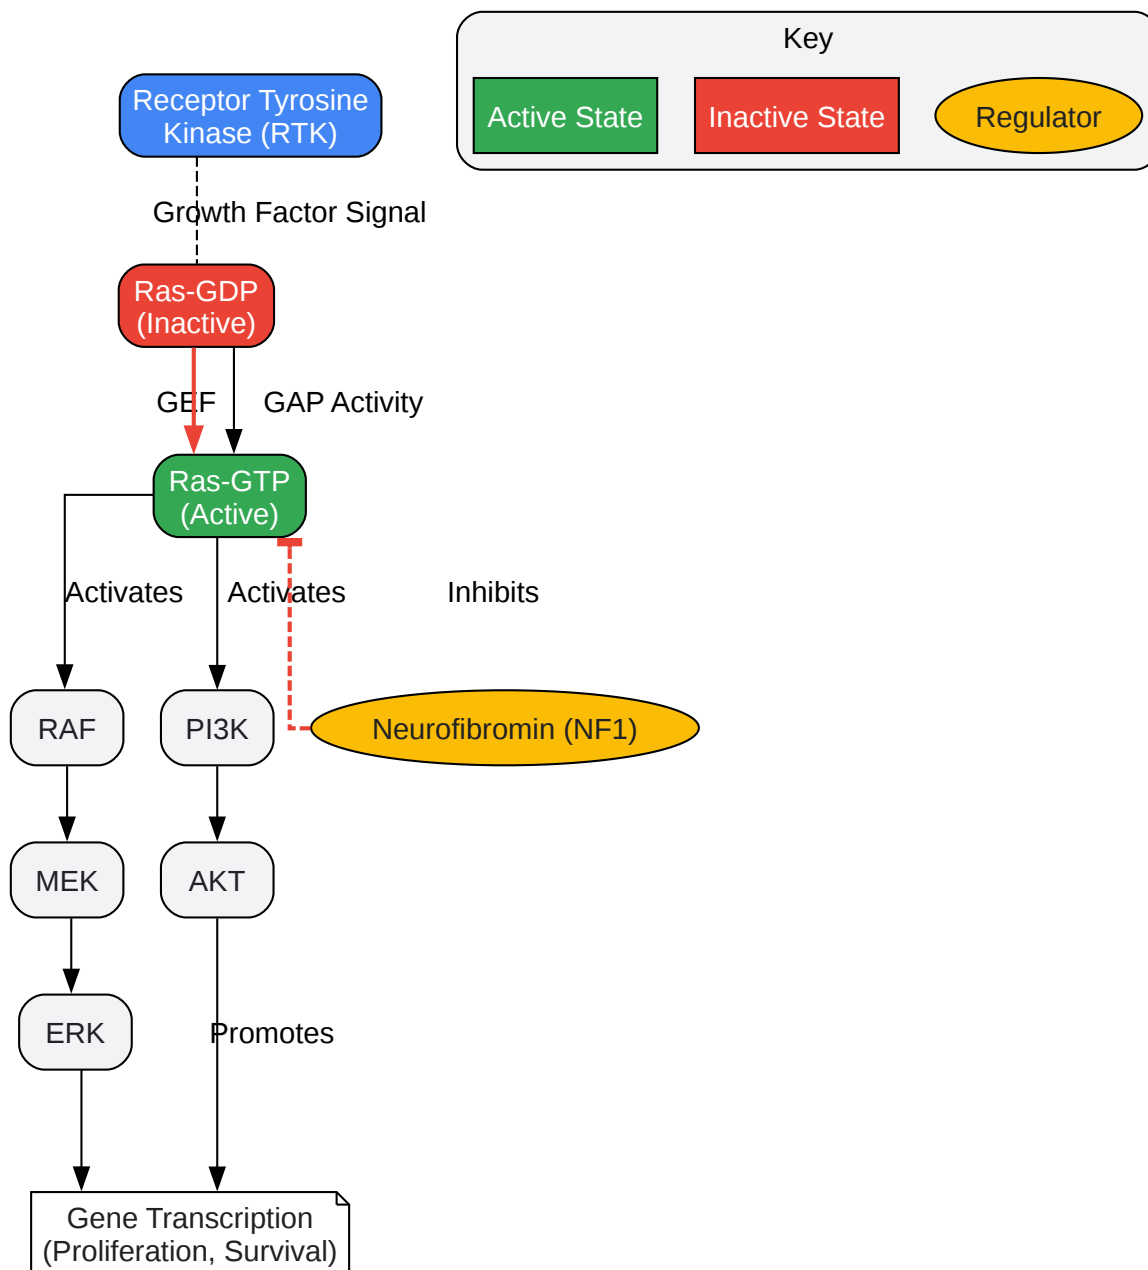 Key
Active State
Inactive State
Regulator
Receptor Tyrosine
Kinase (RTK)
Growth Factor Signal
Ras-GDP
(Inactive)
GEF
GAP Activity
Ras-GTP
(Active)
Activates
Activates
Inhibits
RAF
PI3K
Neurofibromin (NF1)
MEK
AKT
ERK
Promotes
Gene Transcription
(Proliferation, Survival)